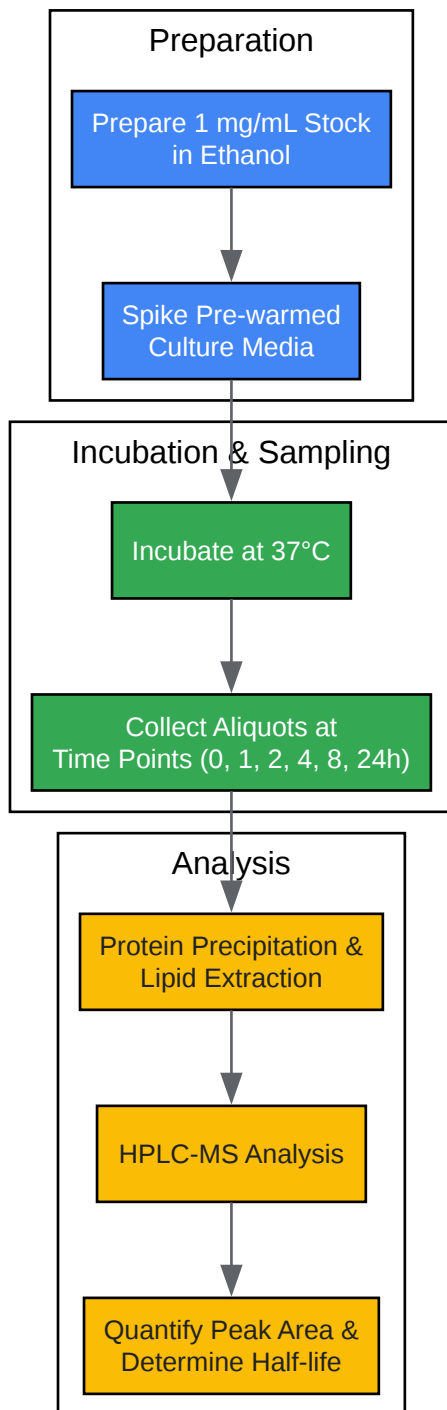 Preparation
Prepare 1 mg/mL Stock
in Ethanol
Spike Pre-warmed
Culture Media
Incubation & Sampling
Incubate at 37°C
Collect Aliquots at
Time Points (0, 1, 2, 4, 8, 24h)
Analysis
Protein Precipitation &
Lipid Extraction
HPLC-MS Analysis
Quantify Peak Area &
Determine Half-life